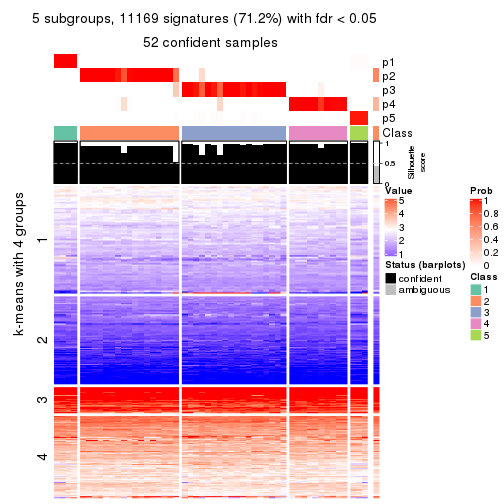 5 subgroups, 11169 signatures (71.2%) with fdr < 0.05
52 confident samples
p1
p2
p3
p4
p5
Class
1
0.5
0
Silhouette
score
k-means with 4 groups
1
2
3
4
Value
5
4
3
2
1
Status (barplots)
confident
ambiguous
Prob
1
0.8
0.6
0.4
0.2
0
Class
1
2
3
4
5